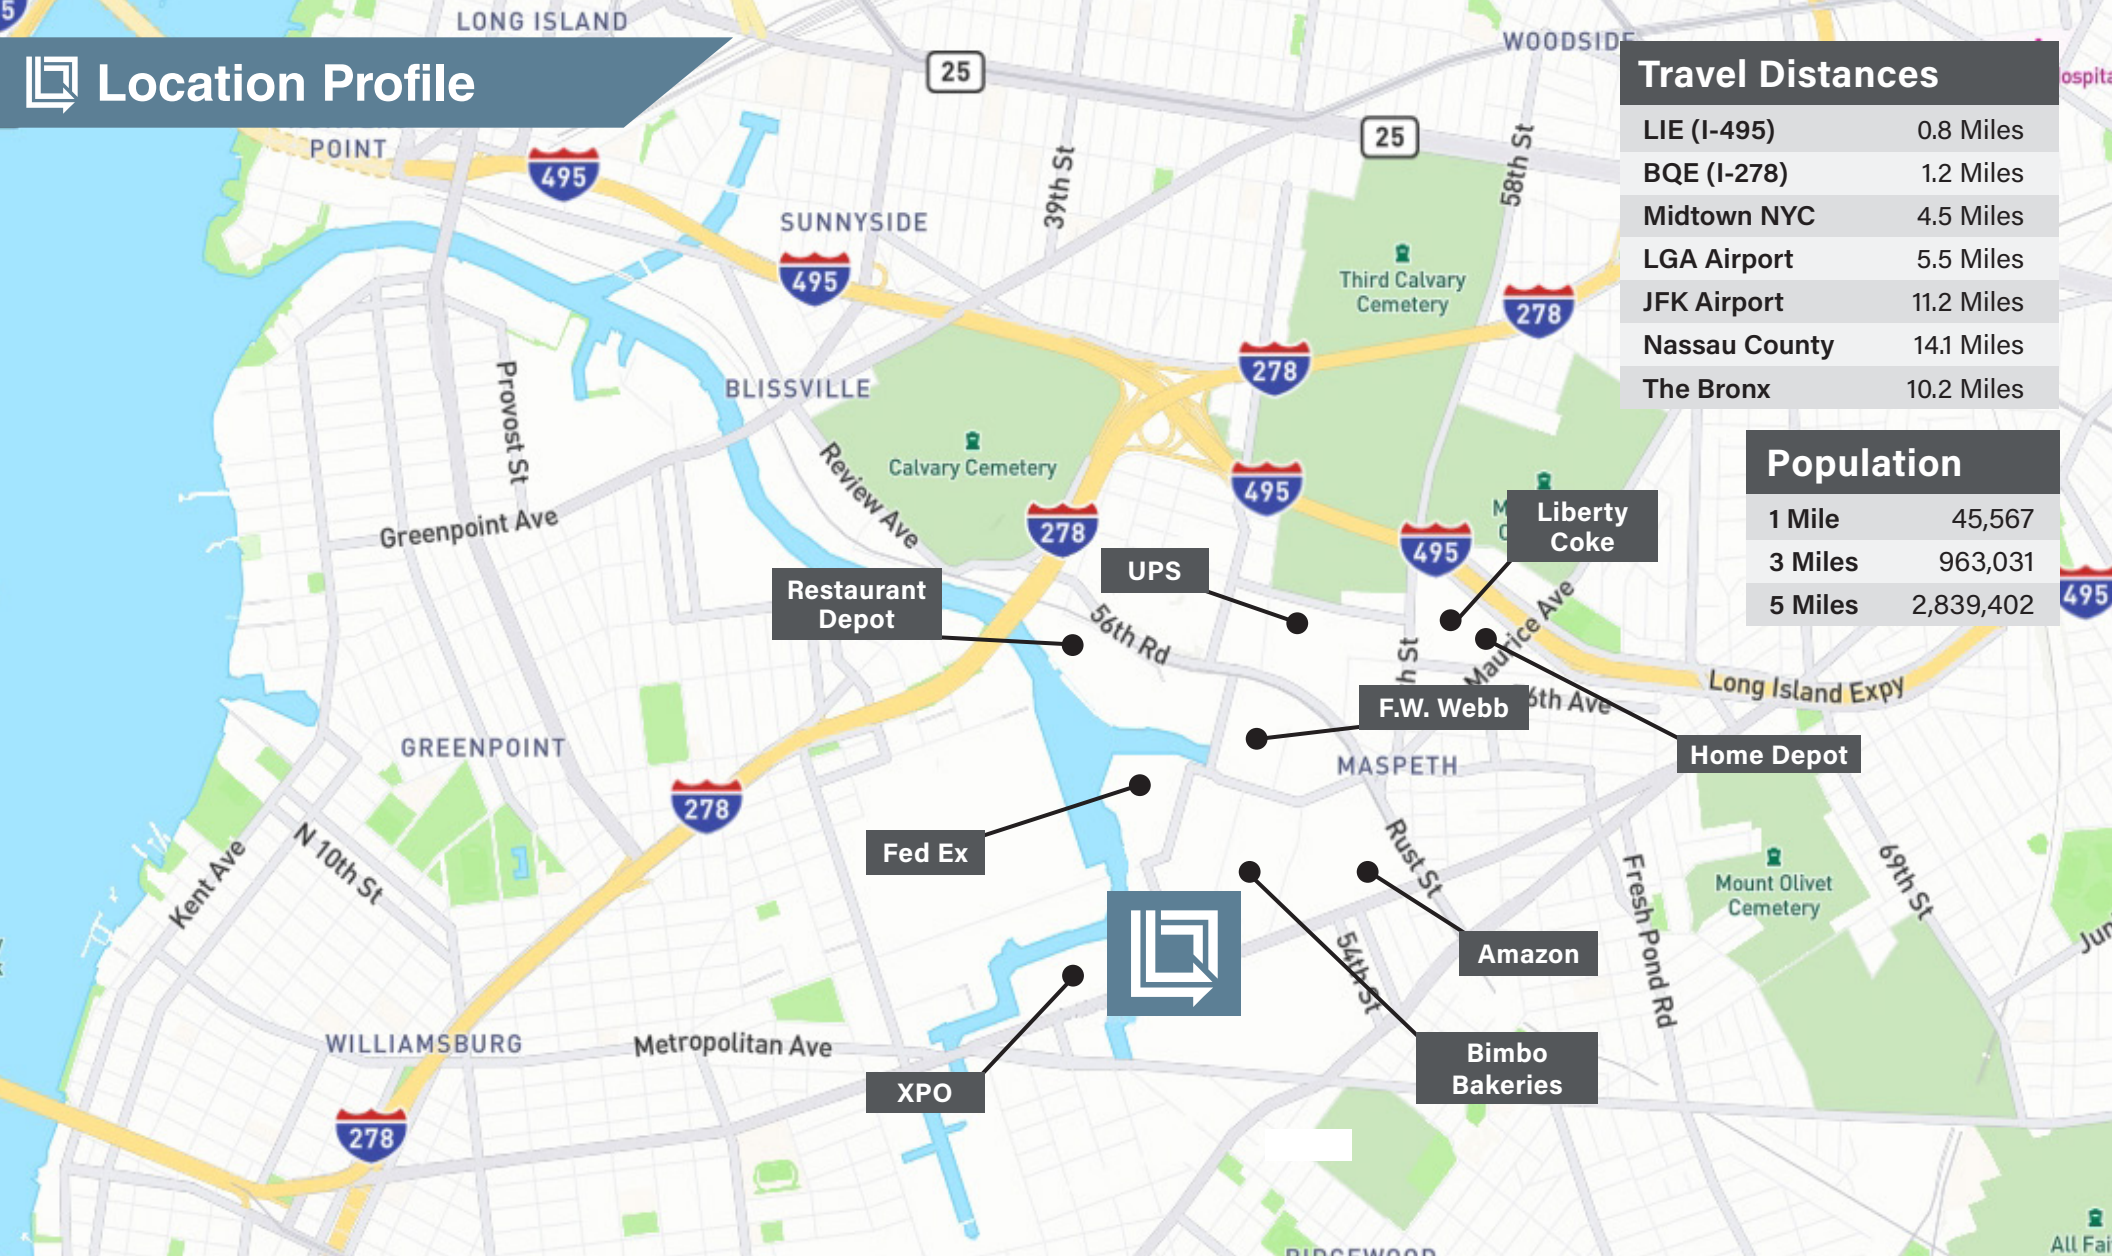 LONG ISLAND
Location Profile
POINT
25
25
WOODSIDE
58th St
39th St
495
SUNNYSIDE
495
Third Calvary
Cemetery
278
278
Travel Distances
LIE (I-495) 0.8 Miles
BQE (I-278) 1.2 Miles
Midtown NYC 4.5 Miles
LGA Airport 5.5 Miles
JFK Airport 11.2 Miles
Nassau County 14.1 Miles
The Bronx 10.2 Miles
Population
1 Mile 45,567
3 Miles 963,031
5 Miles 2,839,402
495
BLISSVILLE
Provost St
Calvary Cemetery
Review Ave
Greenpoint Ave
278
495
495
Liberty
Coke
UPS
Restaurant
Depot
56th Rd
Maurice Ave
Long Island Expy
F.W. Webb
Home Depot
MASPETH
GREENPOINT
278
Fed Ex
Rust St
N 10th St
Kent Ave
Fresh Pond Rd
69th St
Mount Olivet
Cemetery
Amazon
54th St
WILLIAMSBURG
Metropolitan Ave
XPO
Bimbo
Bakeries
278
RIDGEWOOD